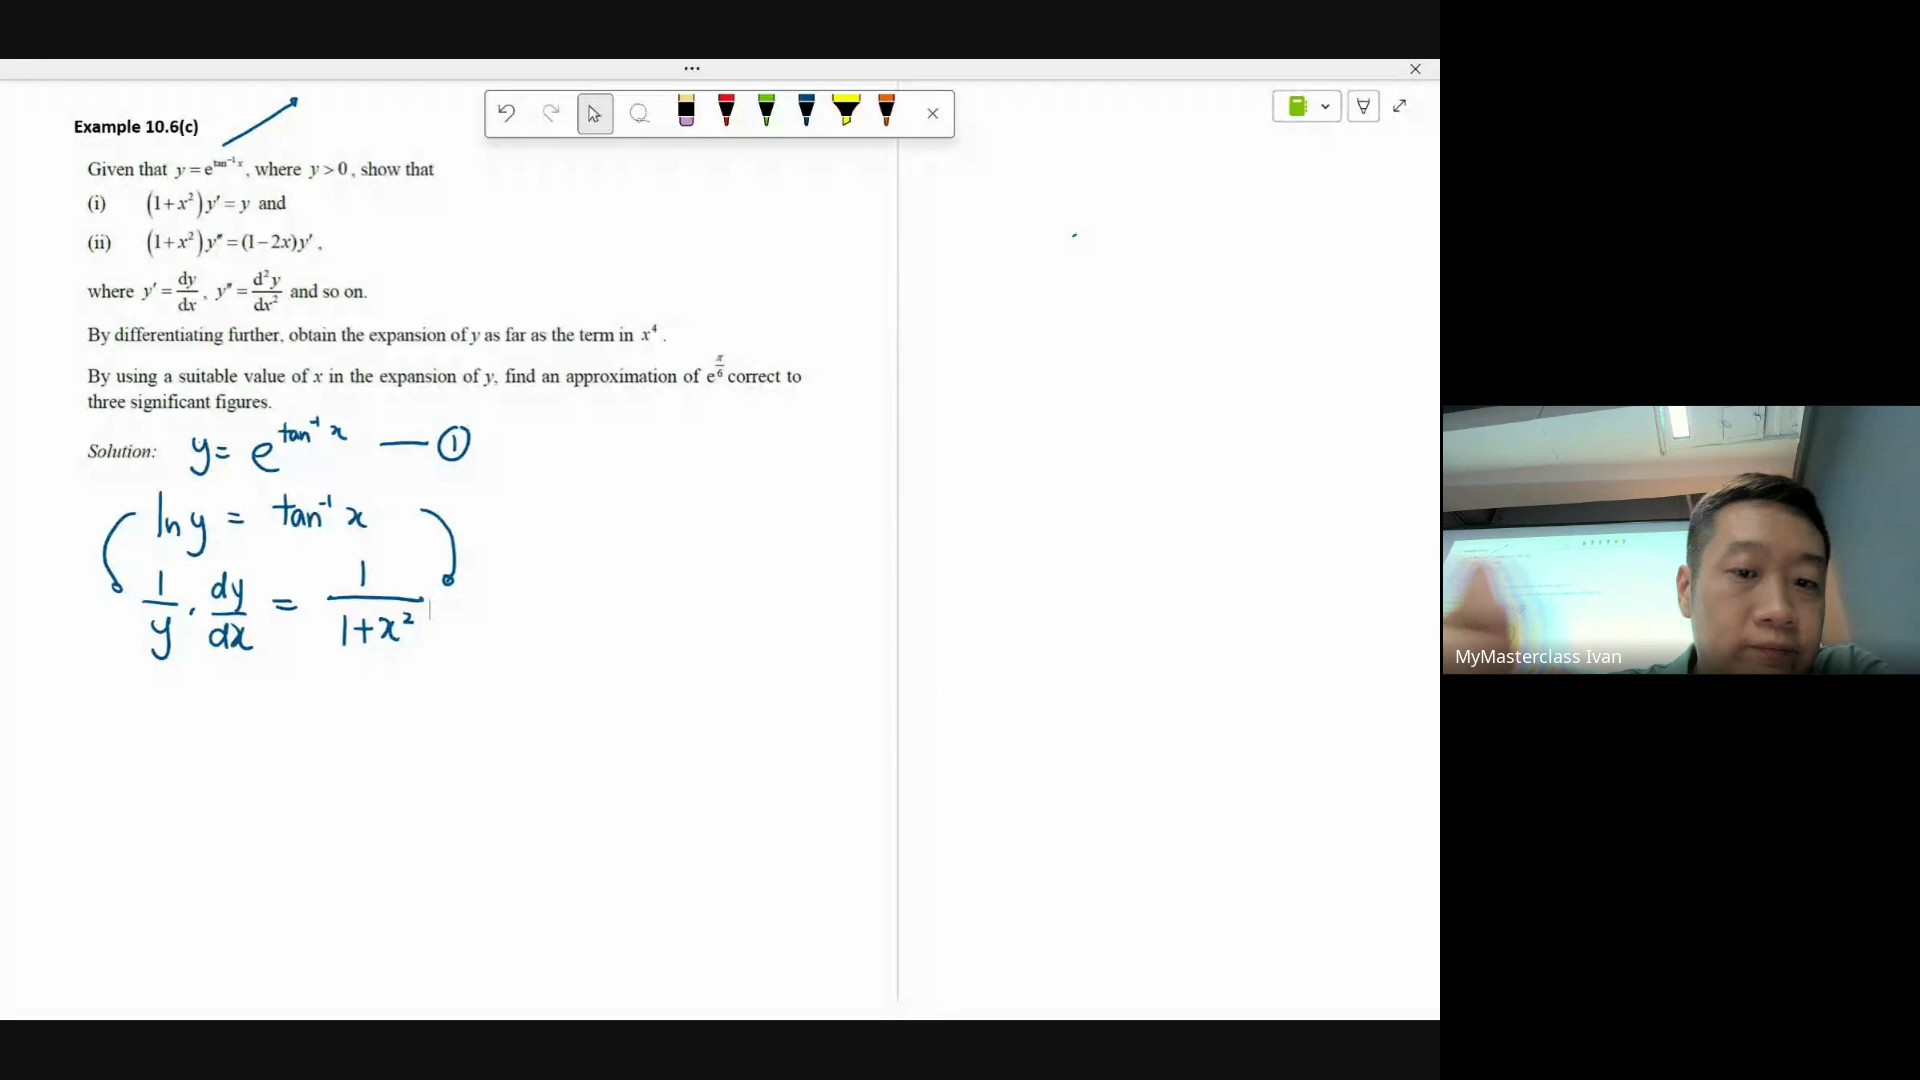 Example 10.6(c)
Given that y = e^(tan⁻¹ x), where y > 0, show that
(i) (1+x²)y′ = y and
(ii) (1+x²)y″ = (1−2x)y′,
where y′ = dy/dx, y″ = d²y/dx² and so on.
By differentiating further, obtain the expansion of y as far as the term in x⁴.
By using a suitable value of x in the expansion of y, find an approximation of e^(π/6) correct to
three significant figures.
Solution: y = e^(tan⁻¹ x) — ①
ln y = tan⁻¹ x
1/y · dy/dx = 1/(1+x²)
MyMasterclass Ivan